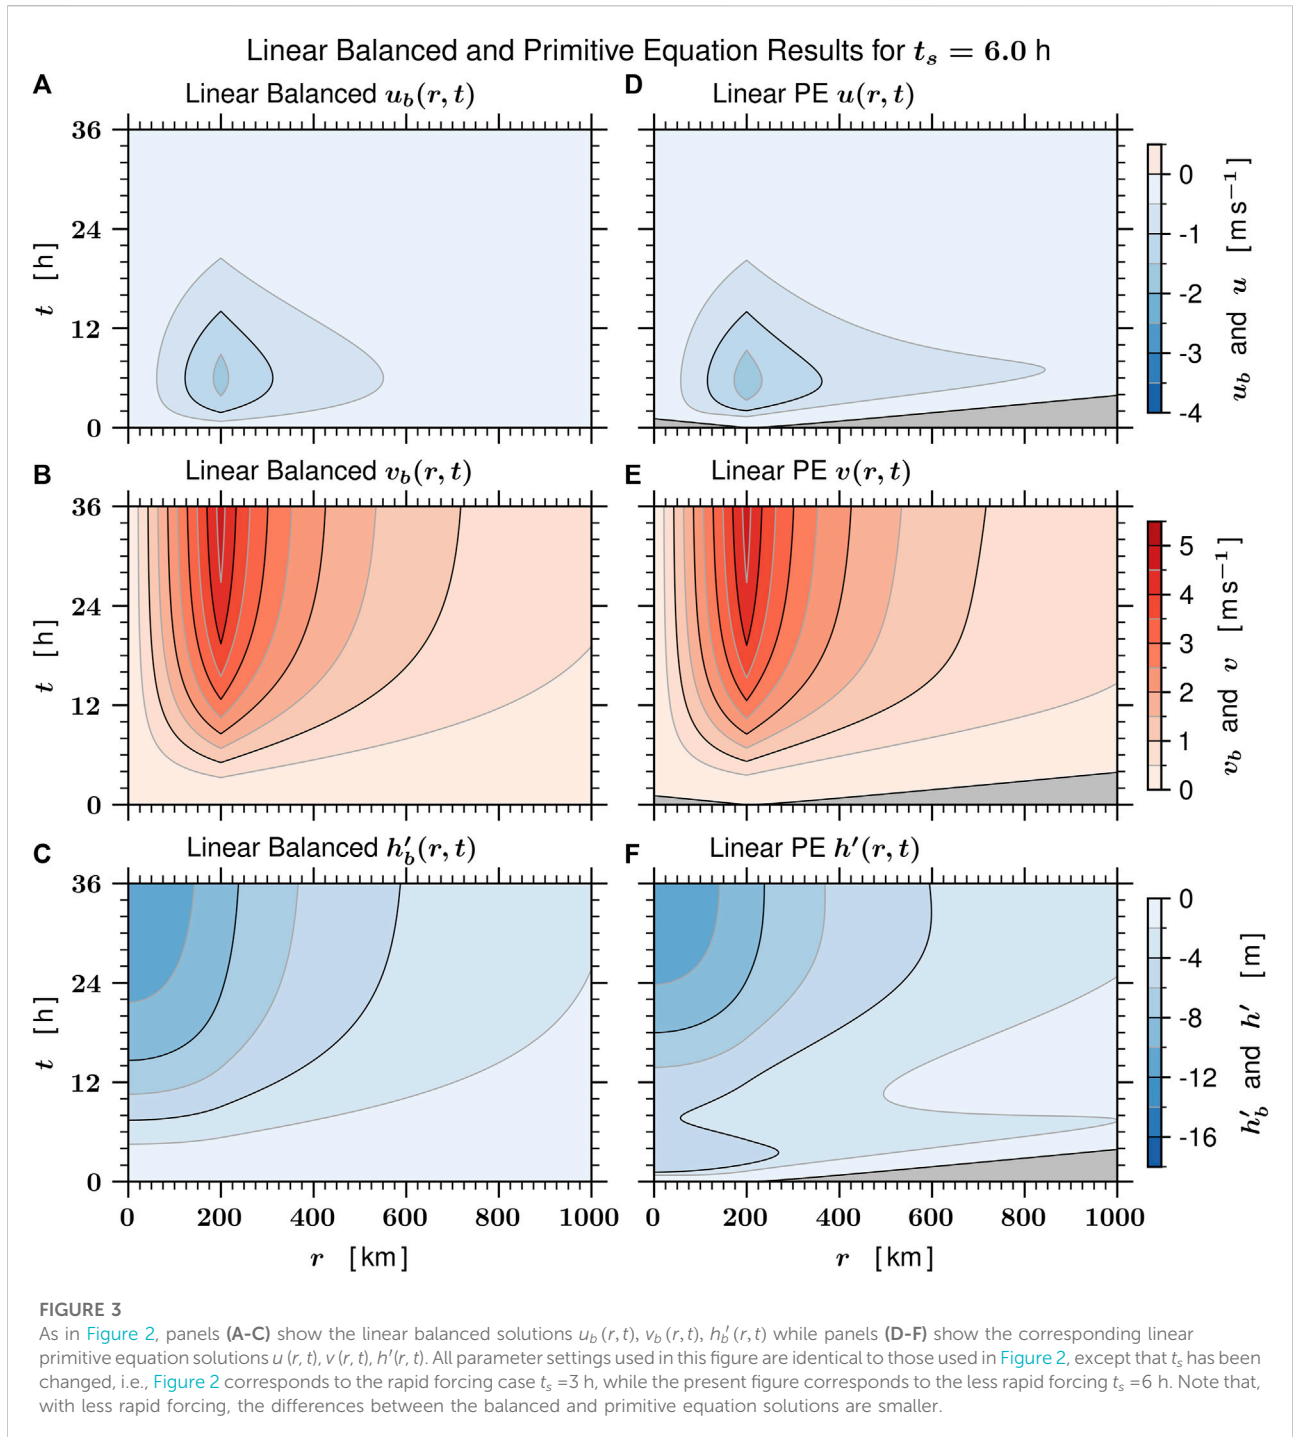 Linear Balanced and Primitive Equation Results for t_s = 6.0 h
A
Linear Balanced u_b(r, t)
36
24
12
0
t [h]
D
Linear PE u(r, t)
0
-1
-2
-3
-4
u_b and u [m s⁻¹]
B
Linear Balanced v_b(r, t)
36
24
12
0
t [h]
E
Linear PE v(r, t)
5
4
3
2
1
0
v_b and v [m s⁻¹]
C
Linear Balanced h′_b(r, t)
36
24
12
0
t [h]
0 200 400 600 800 1000
r [km]
F
Linear PE h′(r, t)
0 200 400 600 800 1000
r [km]
0
-4
-8
-12
-16
h′_b and h′ [m]
FIGURE 3
As in Figure 2, panels (A-C) show the linear balanced solutions u_b (r, t), v_b (r, t), h_b′ (r, t) while panels (D-F) show the corresponding linear
primitive equation solutions u (r, t), v (r, t), h′(r, t). All parameter settings used in this figure are identical to those used in Figure 2, except that t_s has been
changed, i.e., Figure 2 corresponds to the rapid forcing case t_s =3 h, while the present figure corresponds to the less rapid forcing t_s =6 h. Note that,
with less rapid forcing, the differences between the balanced and primitive equation solutions are smaller.